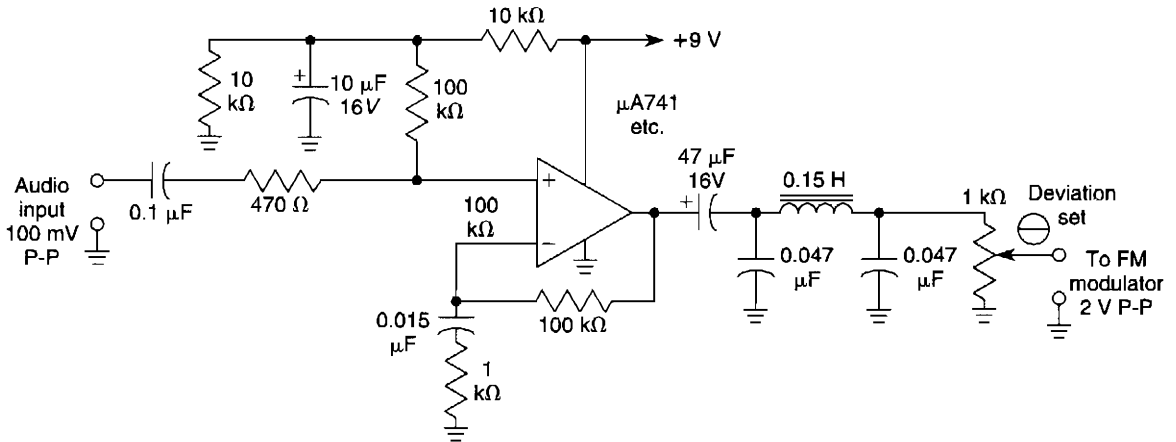 10 kΩ
+9 V
10
kΩ
+
10 μF
16V
100
kΩ
μA741
etc.
Audio
input
100 mV
P-P
0.1 μF
470 Ω
+
100
kΩ
−
47 μF
16V
+
0.15 H
1 kΩ
Deviation
set
0.047
μF
0.047
μF
To FM
modulator
2 V P-P
0.015
μF
100 kΩ
1
kΩ